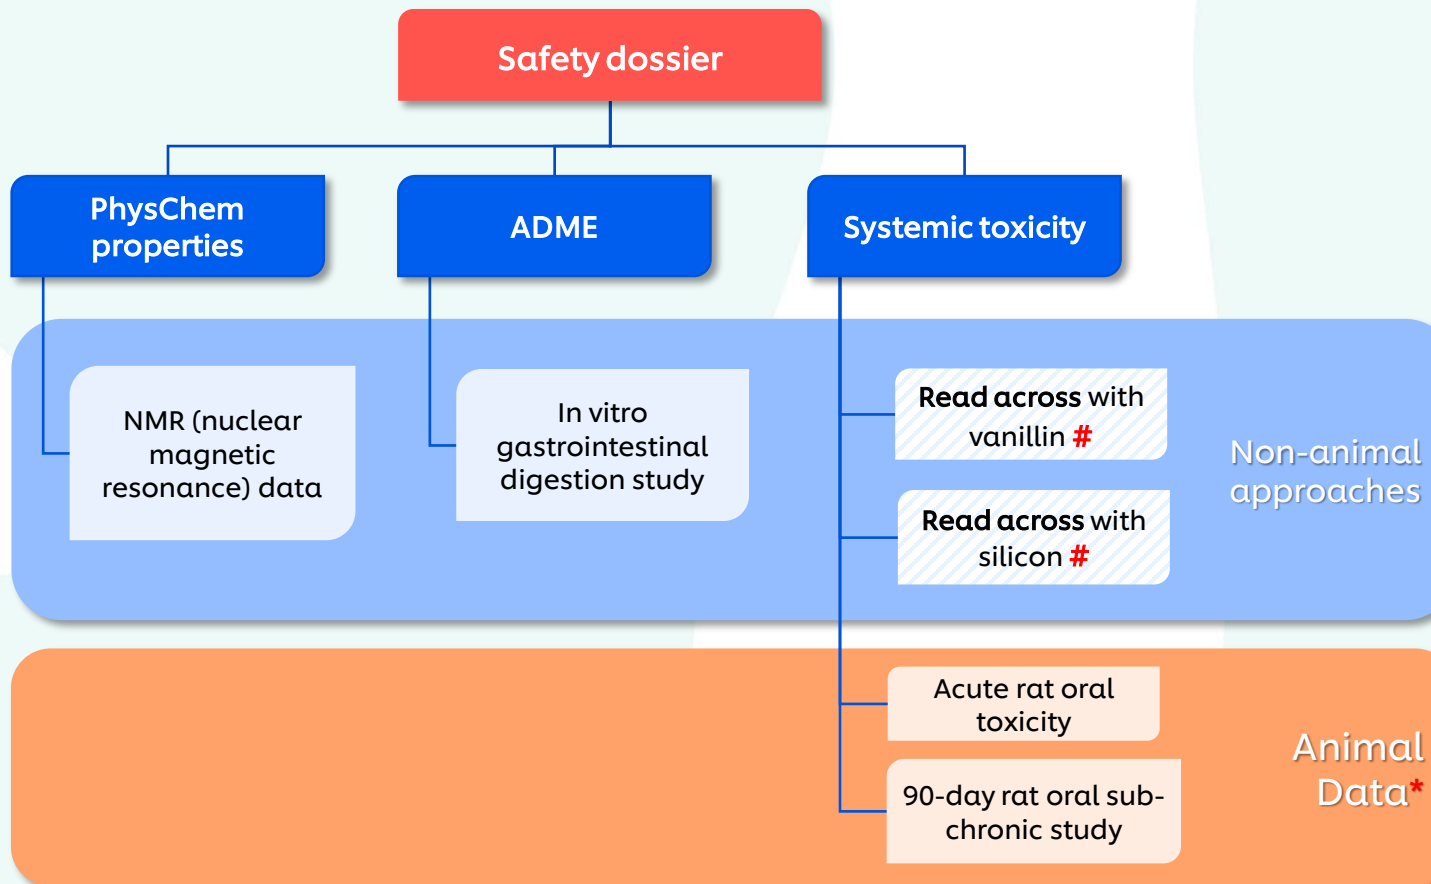 Safety dossier
PhysChem
properties
ADME
Systemic toxicity
NMR (nuclear
magnetic
resonance) data
In vitro
gastrointestinal
digestion study
Read across with
vanillin #
Read across with
silicon #
Non-animal
approaches
Acute rat oral
toxicity
90-day rat oral sub-
chronic study
Animal
Data*